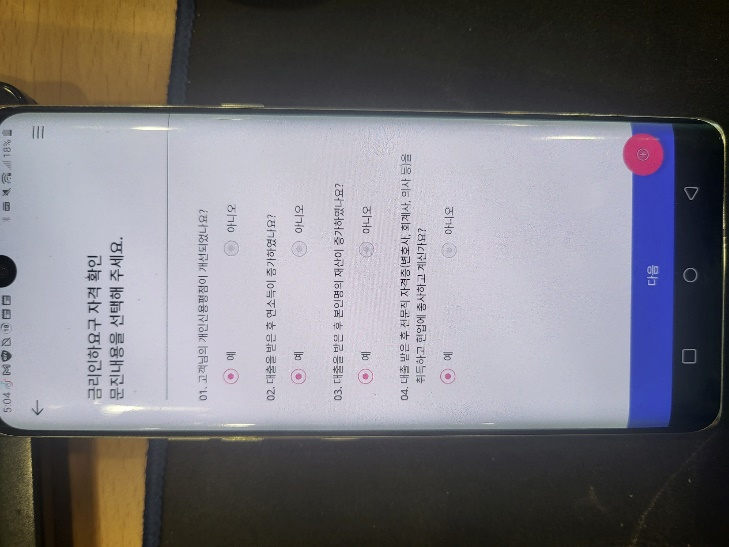 5:04
18%
금리인하요구 자격 확인
문진내용을 선택해 주세요.
01. 고객님의 개인신용평점이 개선되었나요?
예 아니오
02. 대출을 받은 후 연소득이 증가하였나요?
예 아니오
03. 대출을 받은 후 본인명의 재산이 증가하였나요?
예 아니오
04. 대출 받은 후 전문직 자격증(변호사, 회계사, 의사 등)을
취득하고 현업에 종사하고 계신가요?
예 아니오
다음